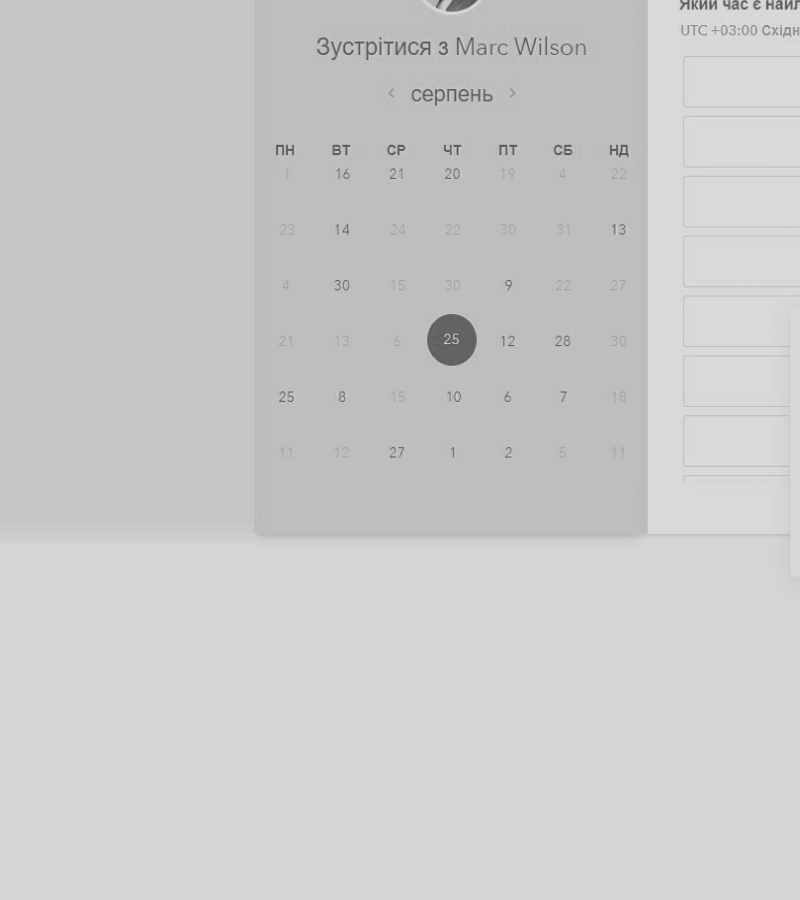 Зустрітися з Marc Wilson
‹ серпень ›
ПН ВТ СР ЧТ ПТ СБ НД
1 16 21 20 19 4 22
23 14 24 22 30 31 13
4 30 15 30 9 22 27
21 13 6 25 12 28 30
25 8 15 10 6 7 18
11 12 27 1 2 5 11
Який час є найл
UTC +03:00 Східн